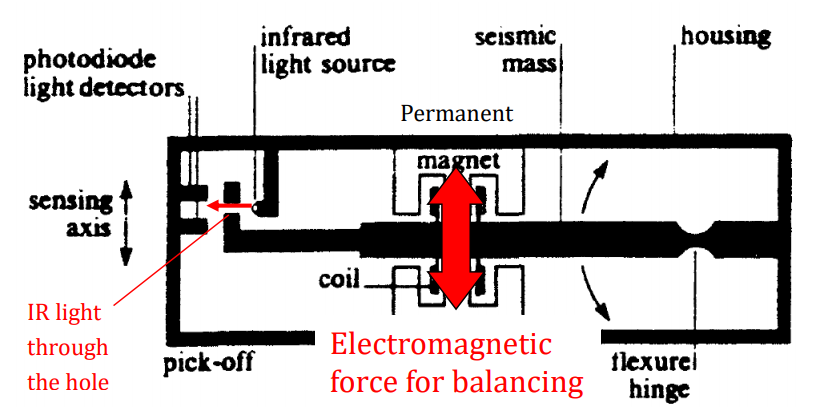 photodiode
light detectors
infrared
light source
seismic
mass
housing
Permanent
magnet
sensing
axis
coil
IR light
through
the hole
pick-off
Electromagnetic
force for balancing
flexure
hinge